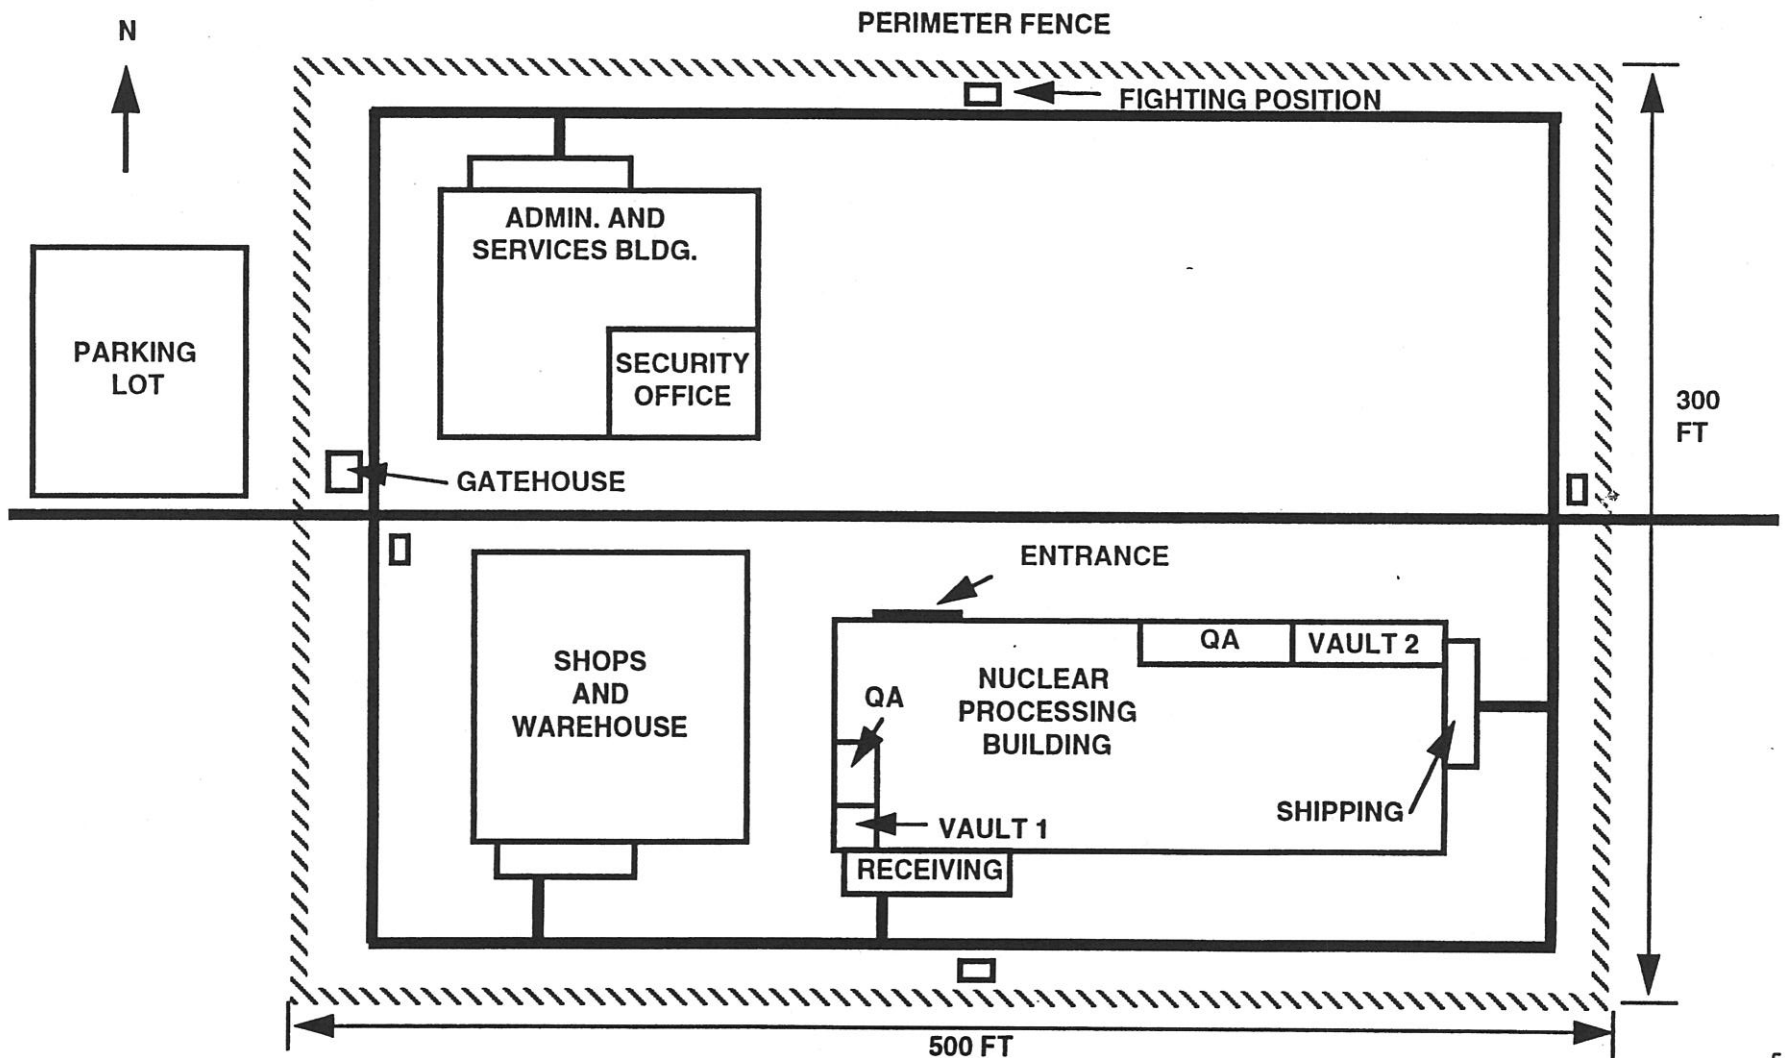 PERIMETER FENCE
N
FIGHTING POSITION
ADMIN. AND
SERVICES BLDG.
PARKING
LOT
SECURITY
OFFICE
300
FT
GATEHOUSE
ENTRANCE
QA
VAULT 2
SHOPS
AND
WAREHOUSE
NUCLEAR
PROCESSING
BUILDING
QA
SHIPPING
VAULT 1
RECEIVING
500 FT